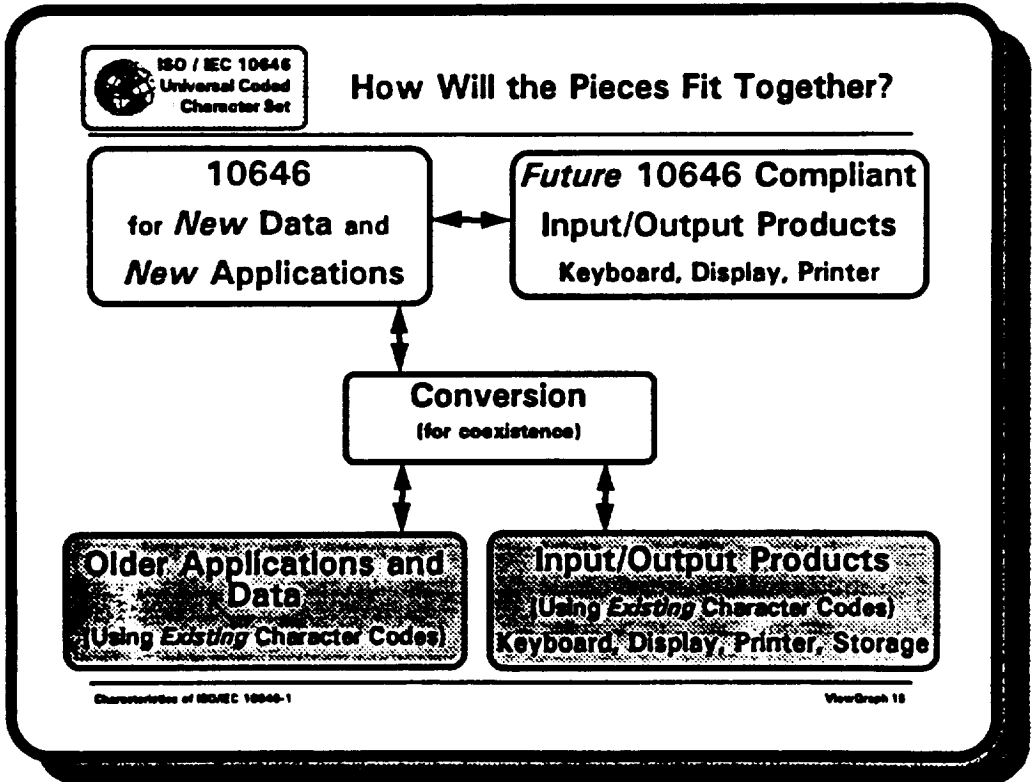 ISO / IEC 10646
Universal Coded
Character Set
How Will the Pieces Fit Together?
10646
for New Data and
New Applications
Future 10646 Compliant
Input/Output Products
Keyboard, Display, Printer
Conversion
(for coexistence)
Older Applications and
Data
(Using Existing Character Codes)
Input/Output Products
(Using Existing Character Codes)
Keyboard, Display, Printer, Storage
Characteristics of ISO/IEC 10646-1
ViewGraph